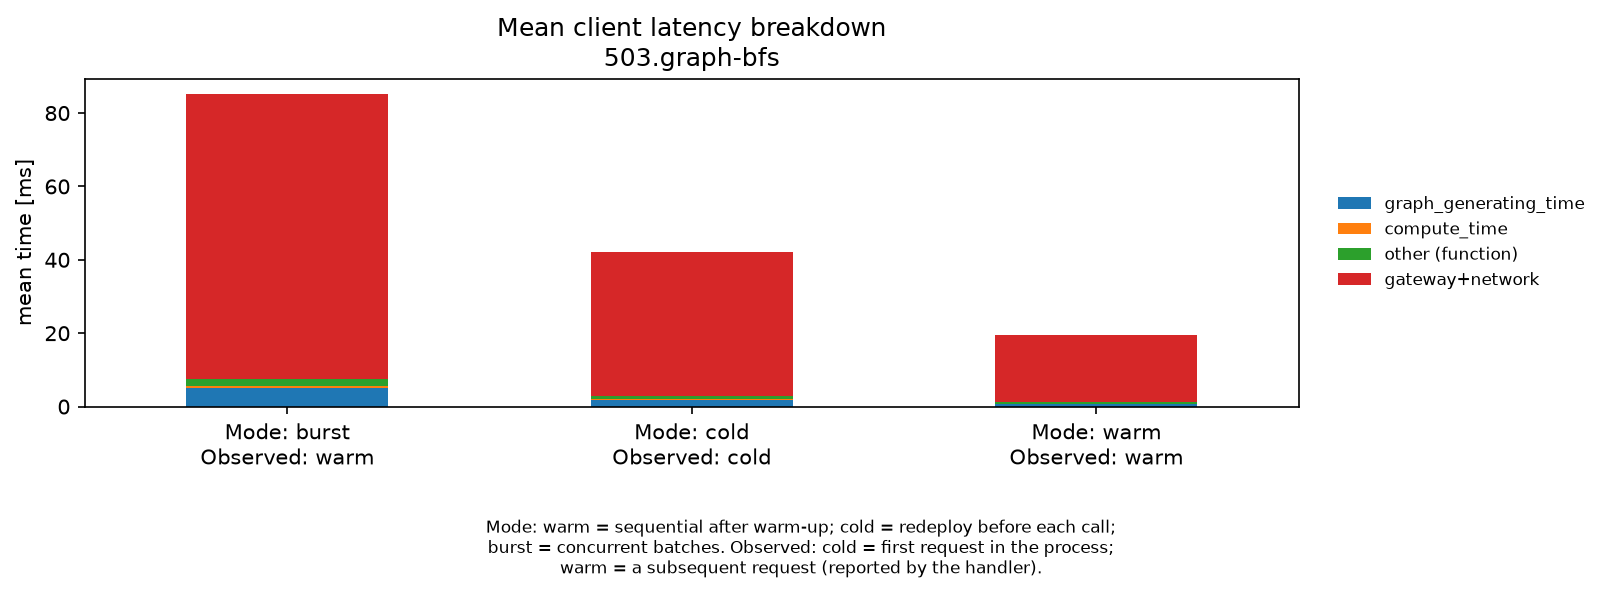 Mean client latency breakdown
503.graph-bfs
mean time [ms]
80
60
40
20
0
Mode: burst
Observed: warm
Mode: cold
Observed: cold
Mode: warm
Observed: warm
graph_generating_time
compute_time
other (function)
gateway+network
Mode: warm = sequential after warm-up; cold = redeploy before each call;
burst = concurrent batches. Observed: cold = first request in the process;
warm = a subsequent request (reported by the handler).